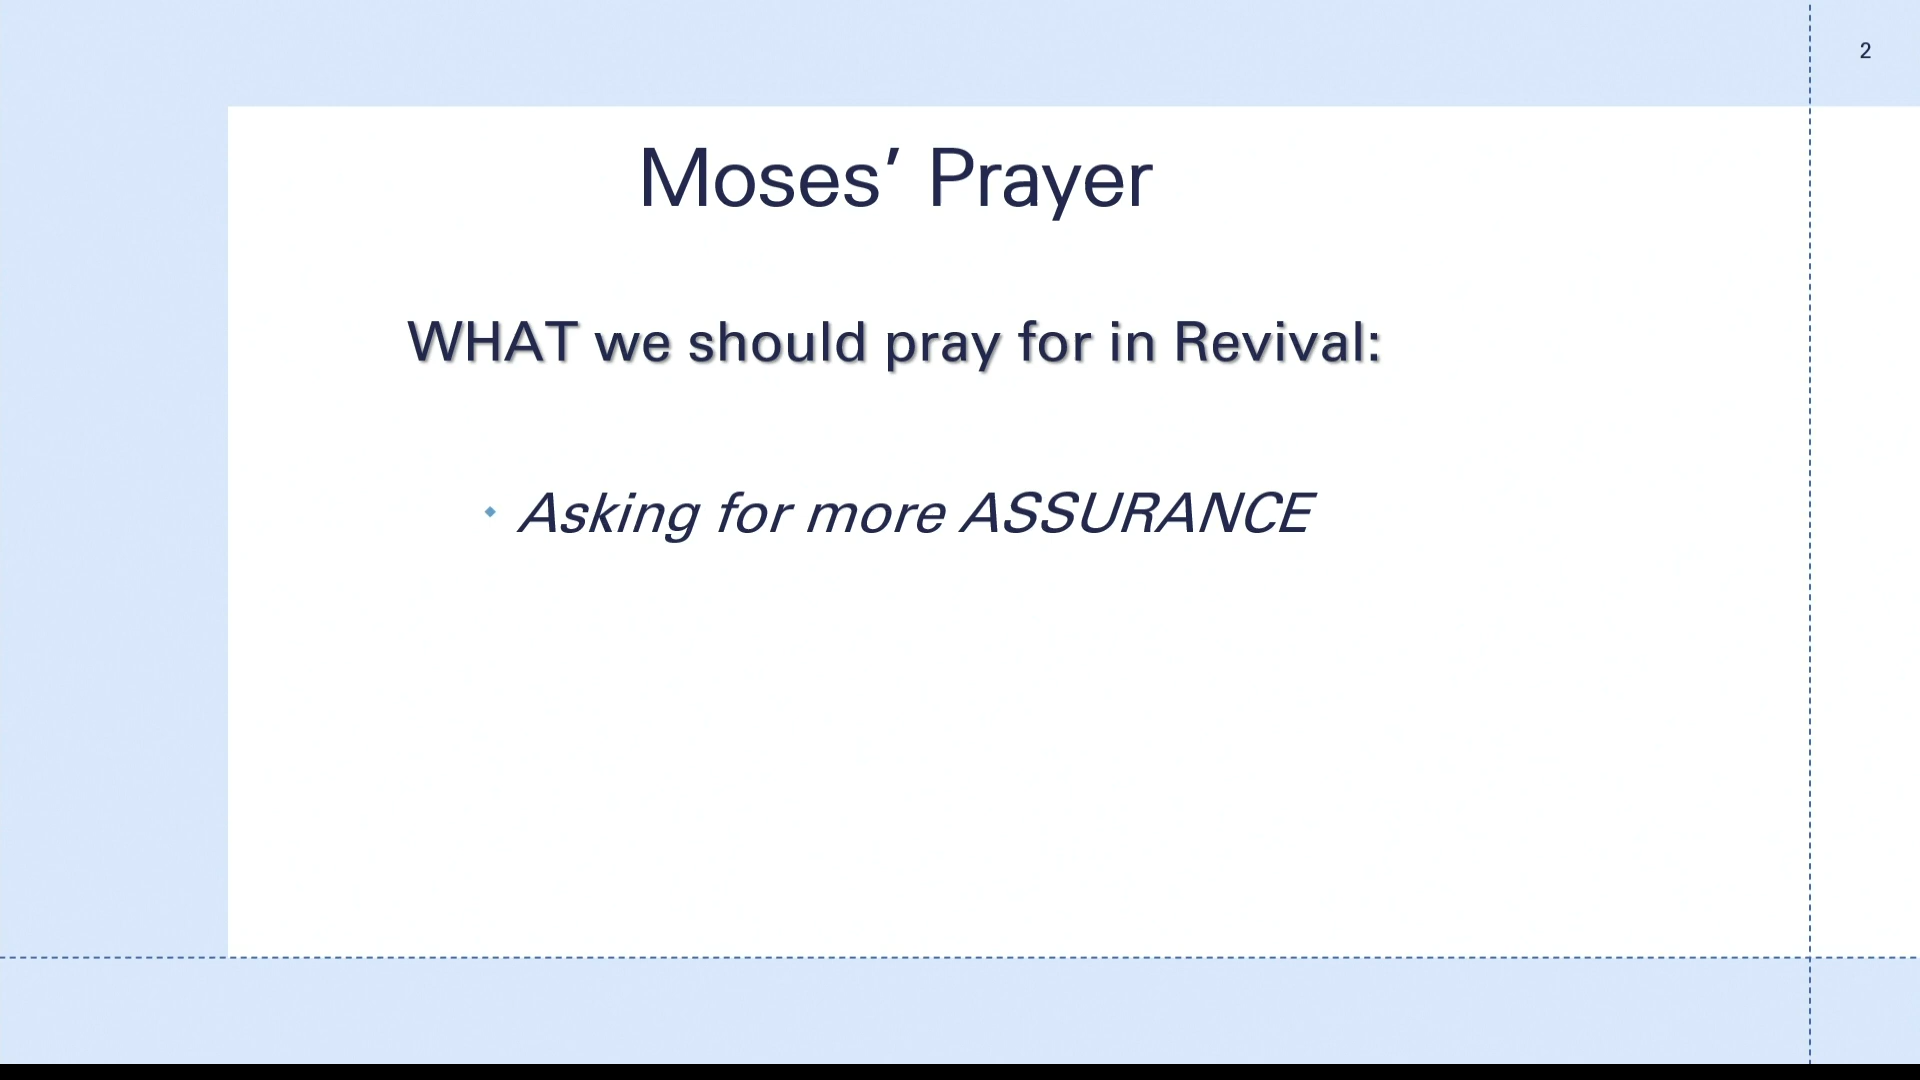 2
Moses’ Prayer
WHAT we should pray for in Revival:
Asking for more ASSURANCE